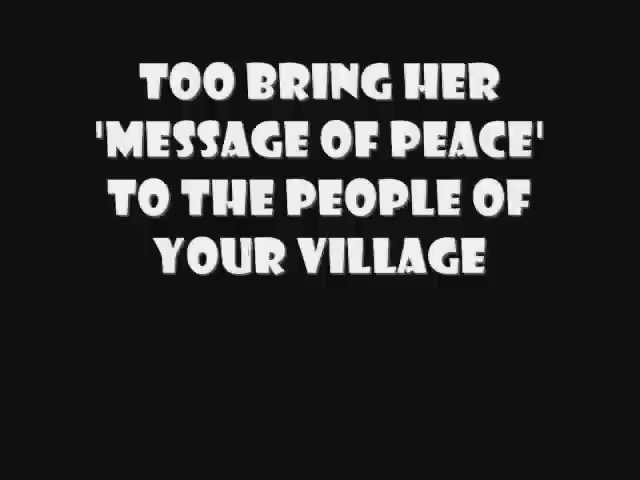 TOO BRING HER
'MESSAGE OF PEACE'
TO THE PEOPLE OF
YOUR VILLAGE